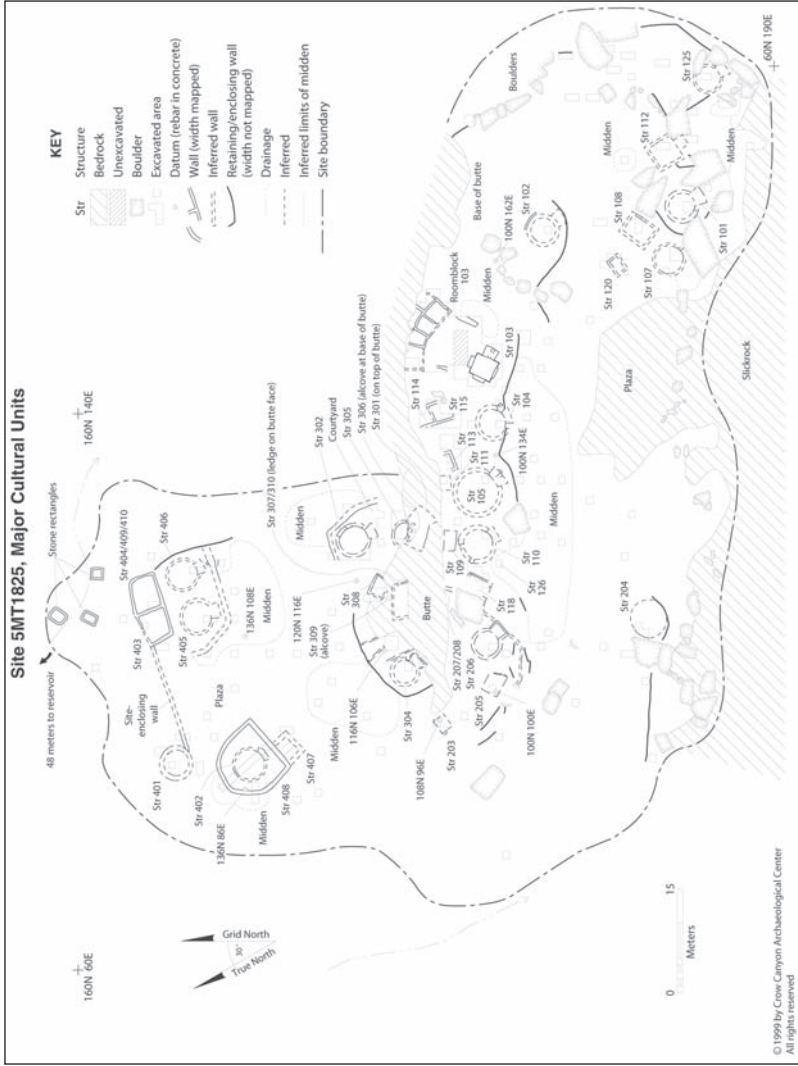 Site 5MT1825, Major Cultural Units
KEY
Str Structure
Bedrock
Unexcavated
Boulder
Excavated area
Datum (rebar in concrete)
Wall (width mapped)
Inferred wall
Retaining/enclosing wall
(width not mapped)
Drainage
Inferred
Inferred limits of midden
Site boundary
160N 60E
160N 140E
60N 190E
48 meters to reservoir
Stone rectangles
Str 404/409/410
Str 406
Str 403
Str 405
Site-
enclosing
wall
Plaza
136N 108E
Midden
Str 401
Str 402
136N 86E
Midden
Str 408
Str 407
Midden
120N 116E
Str 309
(alcove)
116N 106E
Str 304
108N 96E
Str 203
Str 307/310 (ledge on butte face)
Midden
Str 302
Courtyard
Str 305
Str 306 (alcove at base of butte)
Str 301 (on top of butte)
Str
308
Butte
Str 207/208
Str 206
Str 205
100N 100E
Str 109
Str 118
Str 126
Str 110
Str 105
Str
111
Str
113
100N 134E
Str
104
Str
115
Str 114
Str 103
Roomblock
103
Midden
Base of butte
100N 162E
Str 102
Boulders
Midden
Str 125
Str 112
Midden
Str 108
Str 101
Str 120
Str 107
Plaza
Slickrock
Midden
Str 204
Grid North
30°
True North
0
15
Meters
© 1999 by Crow Canyon Archaeological Center
All rights reserved